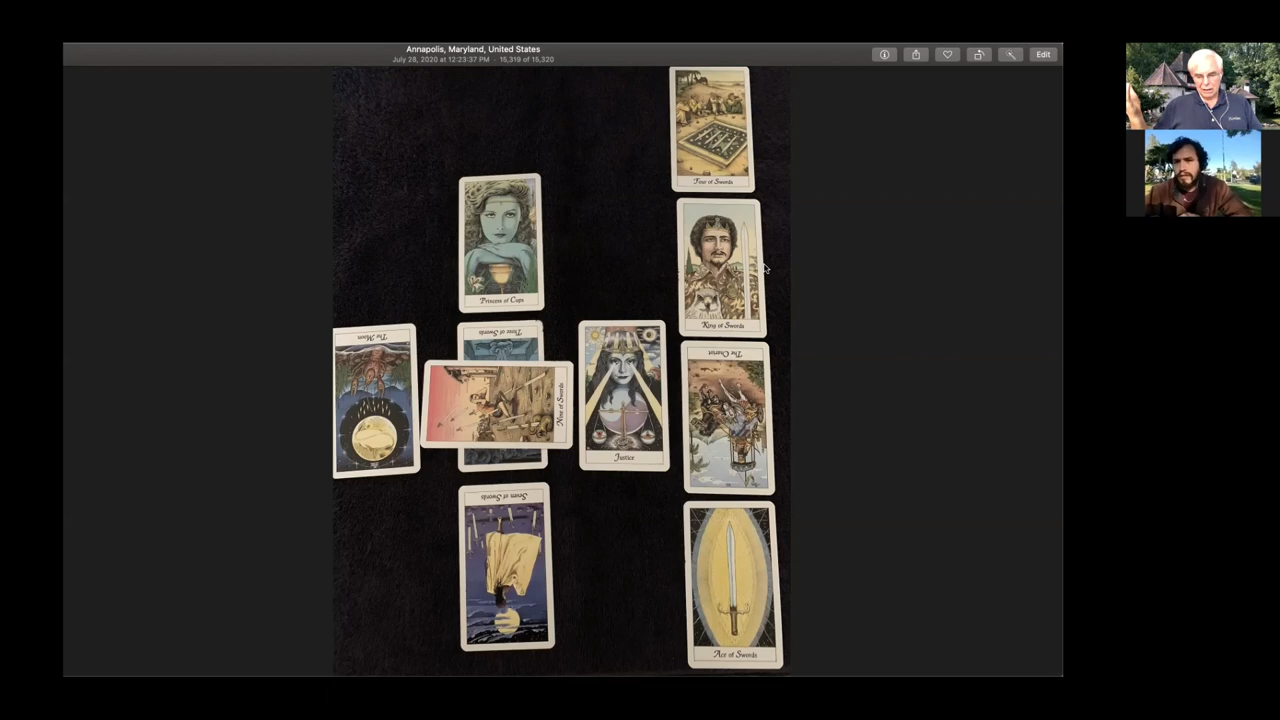 Annapolis, Maryland, United States
July 28, 2020 at 12:23:37 PM · 15,319 of 15,320
Edit
Four of Swords
Princess of Cups
King of Swords
The Moon
Three of Swords
Nine of Swords
Justice
The Chariot
Seven of Swords
Ace of Swords